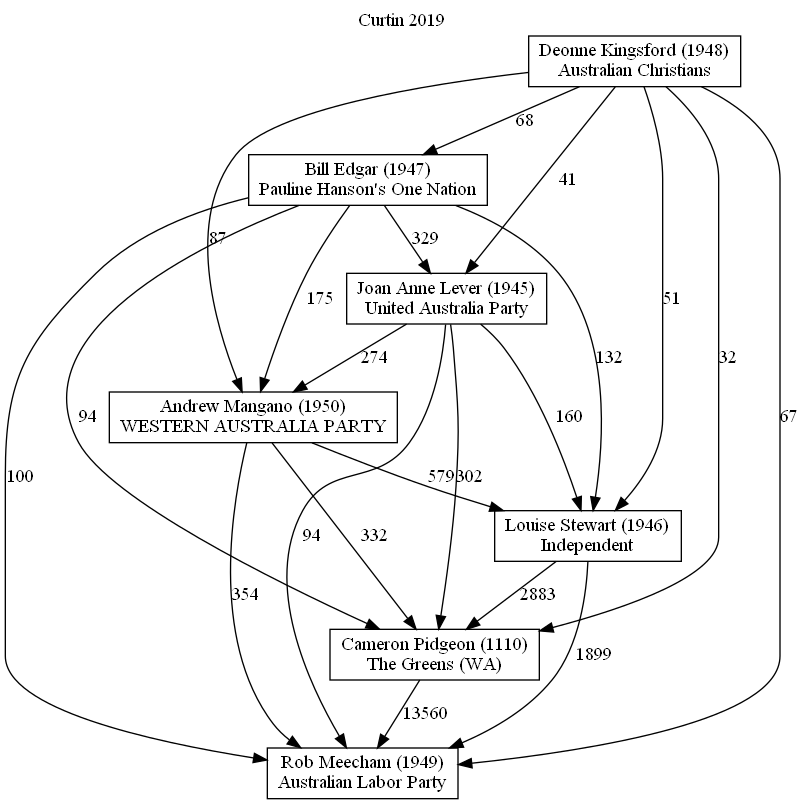 Curtin 2019
Deonne Kingsford (1948)
Australian Christians
68
41
Bill Edgar (1947)
Pauline Hanson's One Nation
87
329
175
51
Joan Anne Lever (1945)
United Australia Party
274
132
32
94
160
67
Andrew Mangano (1950)
WESTERN AUSTRALIA PARTY
100
579
302
Louise Stewart (1946)
Independent
94
332
354
2883
Cameron Pidgeon (1110)
The Greens (WA)
1899
13560
Rob Meecham (1949)
Australian Labor Party